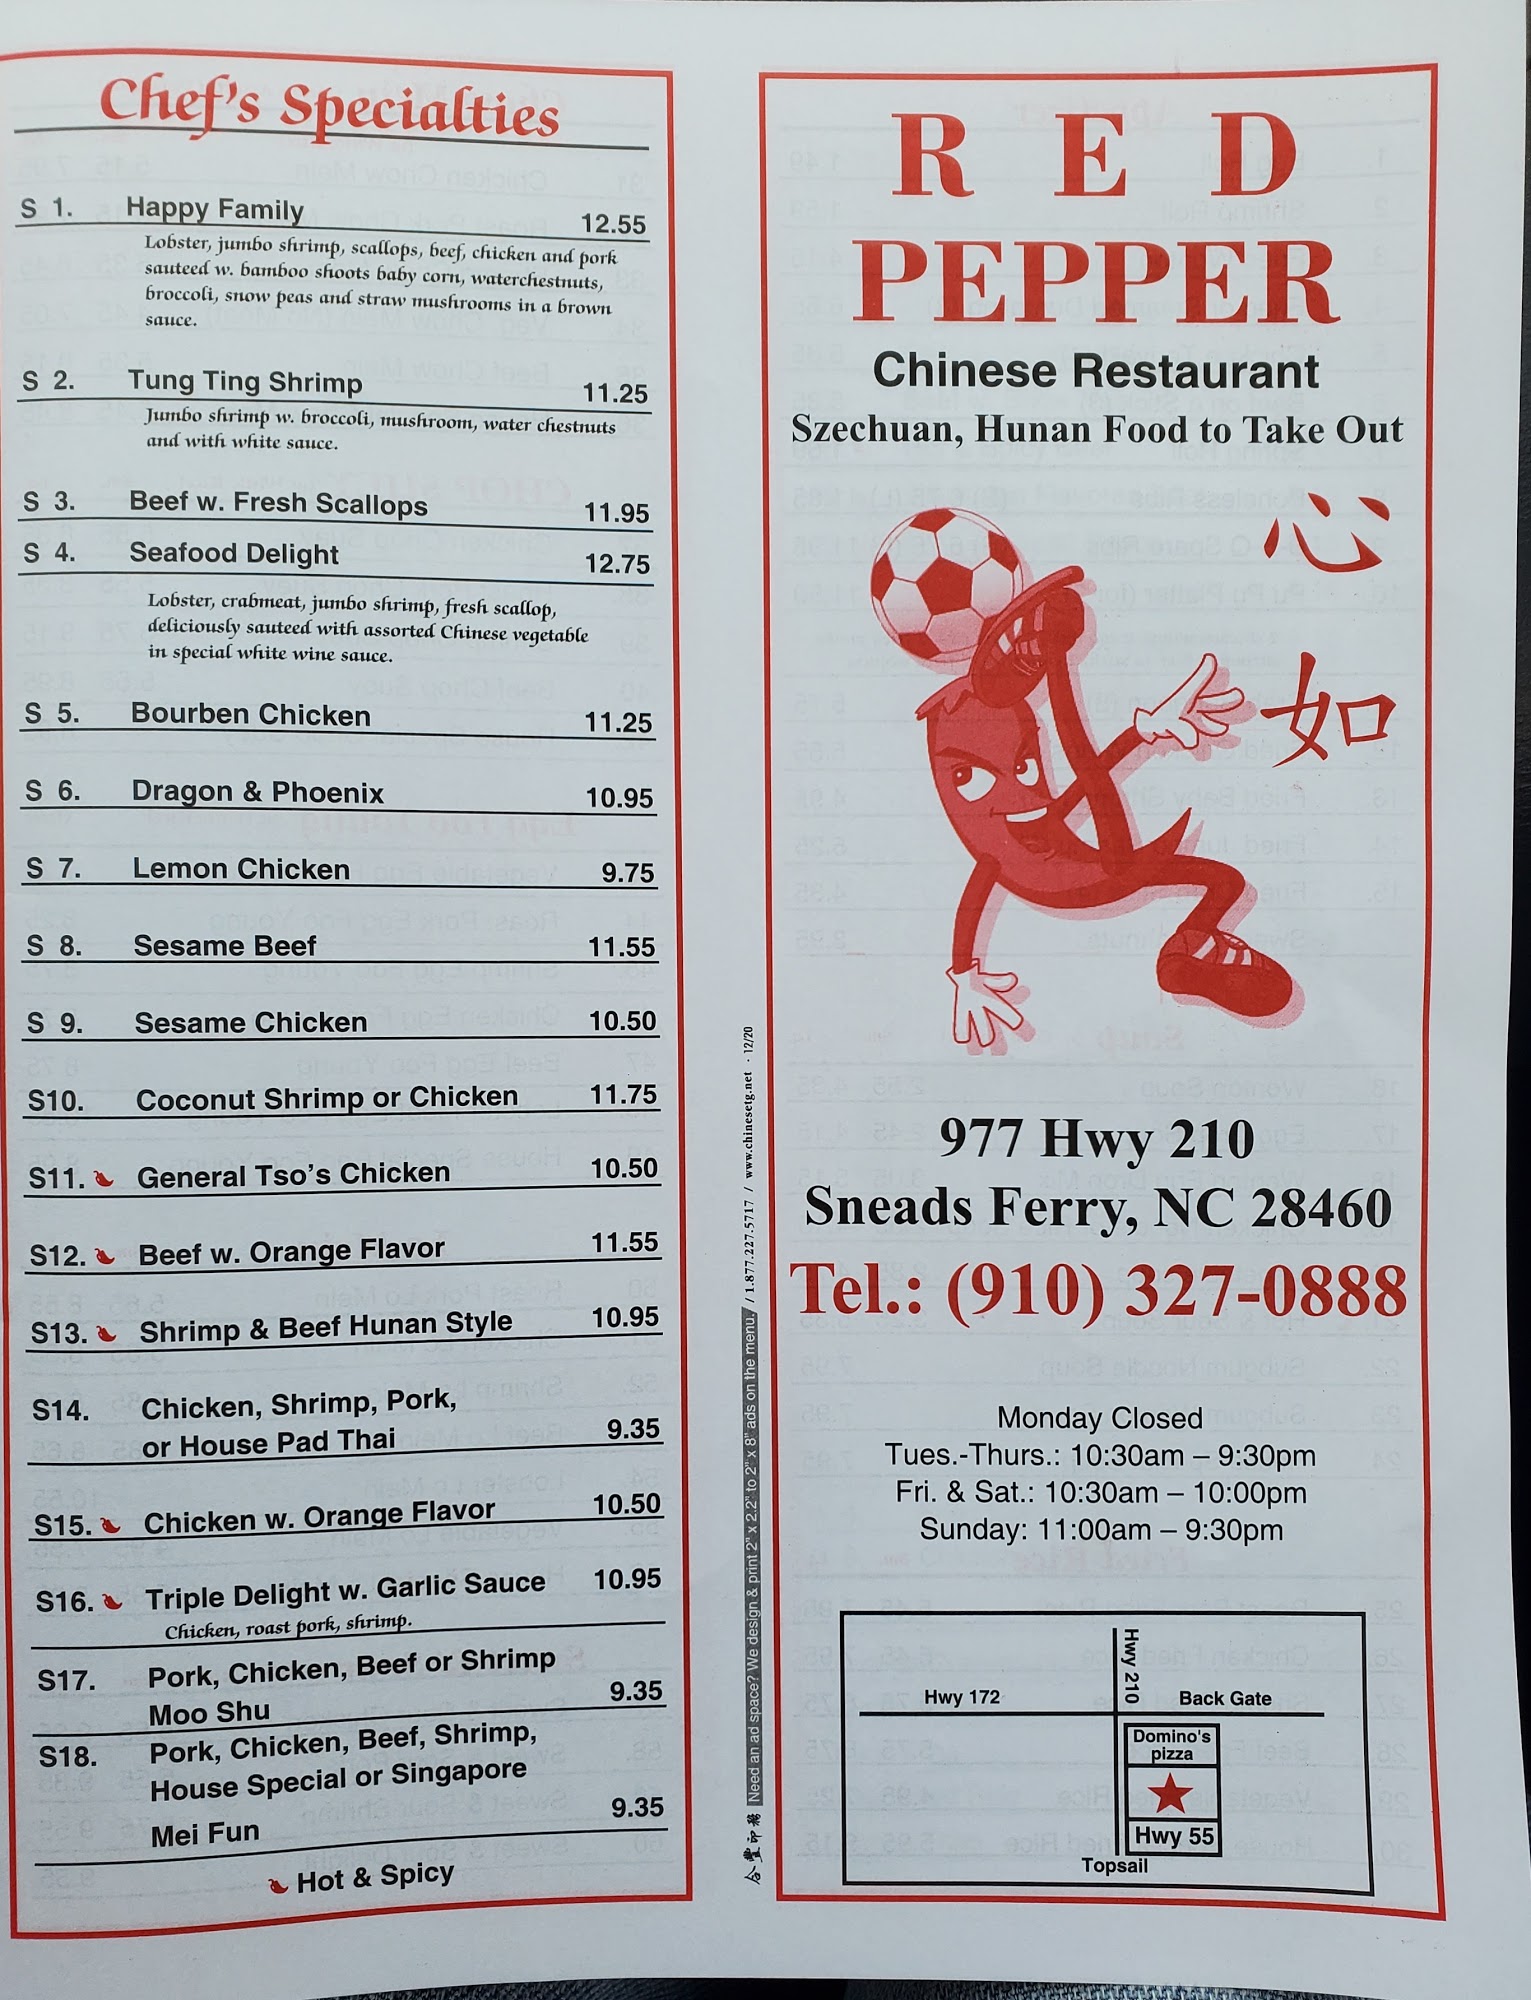 Chef's Specialties
S 1. Happy Family 12.55
Lobster, jumbo shrimp, scallops, beef, chicken and pork
sauteed w. bamboo shoots baby corn, waterchestnuts,
broccoli, snow peas and straw mushrooms in a brown
sauce.
S 2. Tung Ting Shrimp 11.25
Jumbo shrimp w. broccoli, mushroom, water chestnuts
and with white sauce.
S 3. Beef w. Fresh Scallops 11.95
S 4. Seafood Delight 12.75
Lobster, crabmeat, jumbo shrimp, fresh scallop,
deliciously sauteed with assorted Chinese vegetable
in special white wine sauce.
S 5. Bourben Chicken 11.25
S 6. Dragon & Phoenix 10.95
S 7. Lemon Chicken 9.75
S 8. Sesame Beef 11.55
S 9. Sesame Chicken 10.50
S10. Coconut Shrimp or Chicken 11.75
S11. General Tso's Chicken 10.50
S12. Beef w. Orange Flavor 11.55
S13. Shrimp & Beef Hunan Style 10.95
S14. Chicken, Shrimp, Pork,
or House Pad Thai 9.35
S15. Chicken w. Orange Flavor 10.50
S16. Triple Delight w. Garlic Sauce 10.95
Chicken, roast pork, shrimp.
S17. Pork, Chicken, Beef or Shrimp
Moo Shu 9.35
S18. Pork, Chicken, Beef, Shrimp,
House Special or Singapore
Mei Fun 9.35
Hot & Spicy
合豐印務 Need an ad space? We design & print 2" x 2.2" to 2" x 8" ads on the menu. / 1.877.227.5717 / www.chinesetg.net · 12/20
RED
PEPPER
Chinese Restaurant
Szechuan, Hunan Food to Take Out
心
如
977 Hwy 210
Sneads Ferry, NC 28460
Tel.: (910) 327-0888
Monday Closed
Tues.-Thurs.: 10:30am – 9:30pm
Fri. & Sat.: 10:30am – 10:00pm
Sunday: 11:00am – 9:30pm
Hwy 210
Hwy 172
Back Gate
Domino's
pizza
Hwy 55
Topsail